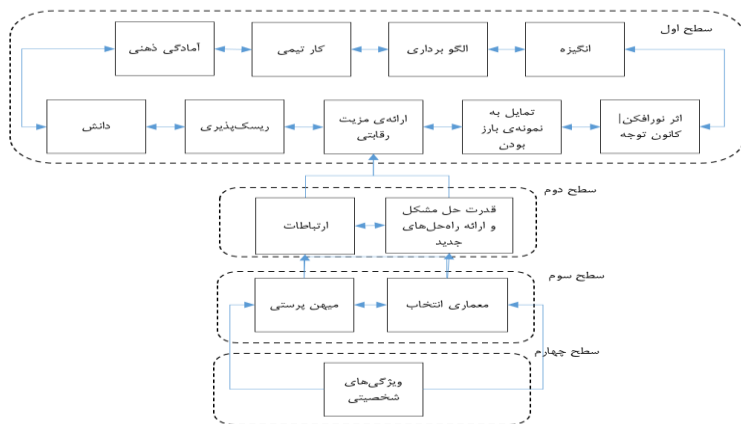 سطح اول
انگیزه
الگو برداری
کار تیمی
آمادگی ذهنی
اثر نورافکن|
کانون توجه
تمایل به
نمونه‌ی بارز
بودن
ارائه‌ی مزیت
رقابتی
ریسک‌پذیری
دانش
سطح دوم
قدرت حل مشکل
و ارائه راه‌حل‌های
جدید
ارتباطات
سطح سوم
معماری انتخاب
میهن پرستی
سطح چهارم
ویژگی‌های
شخصیتی